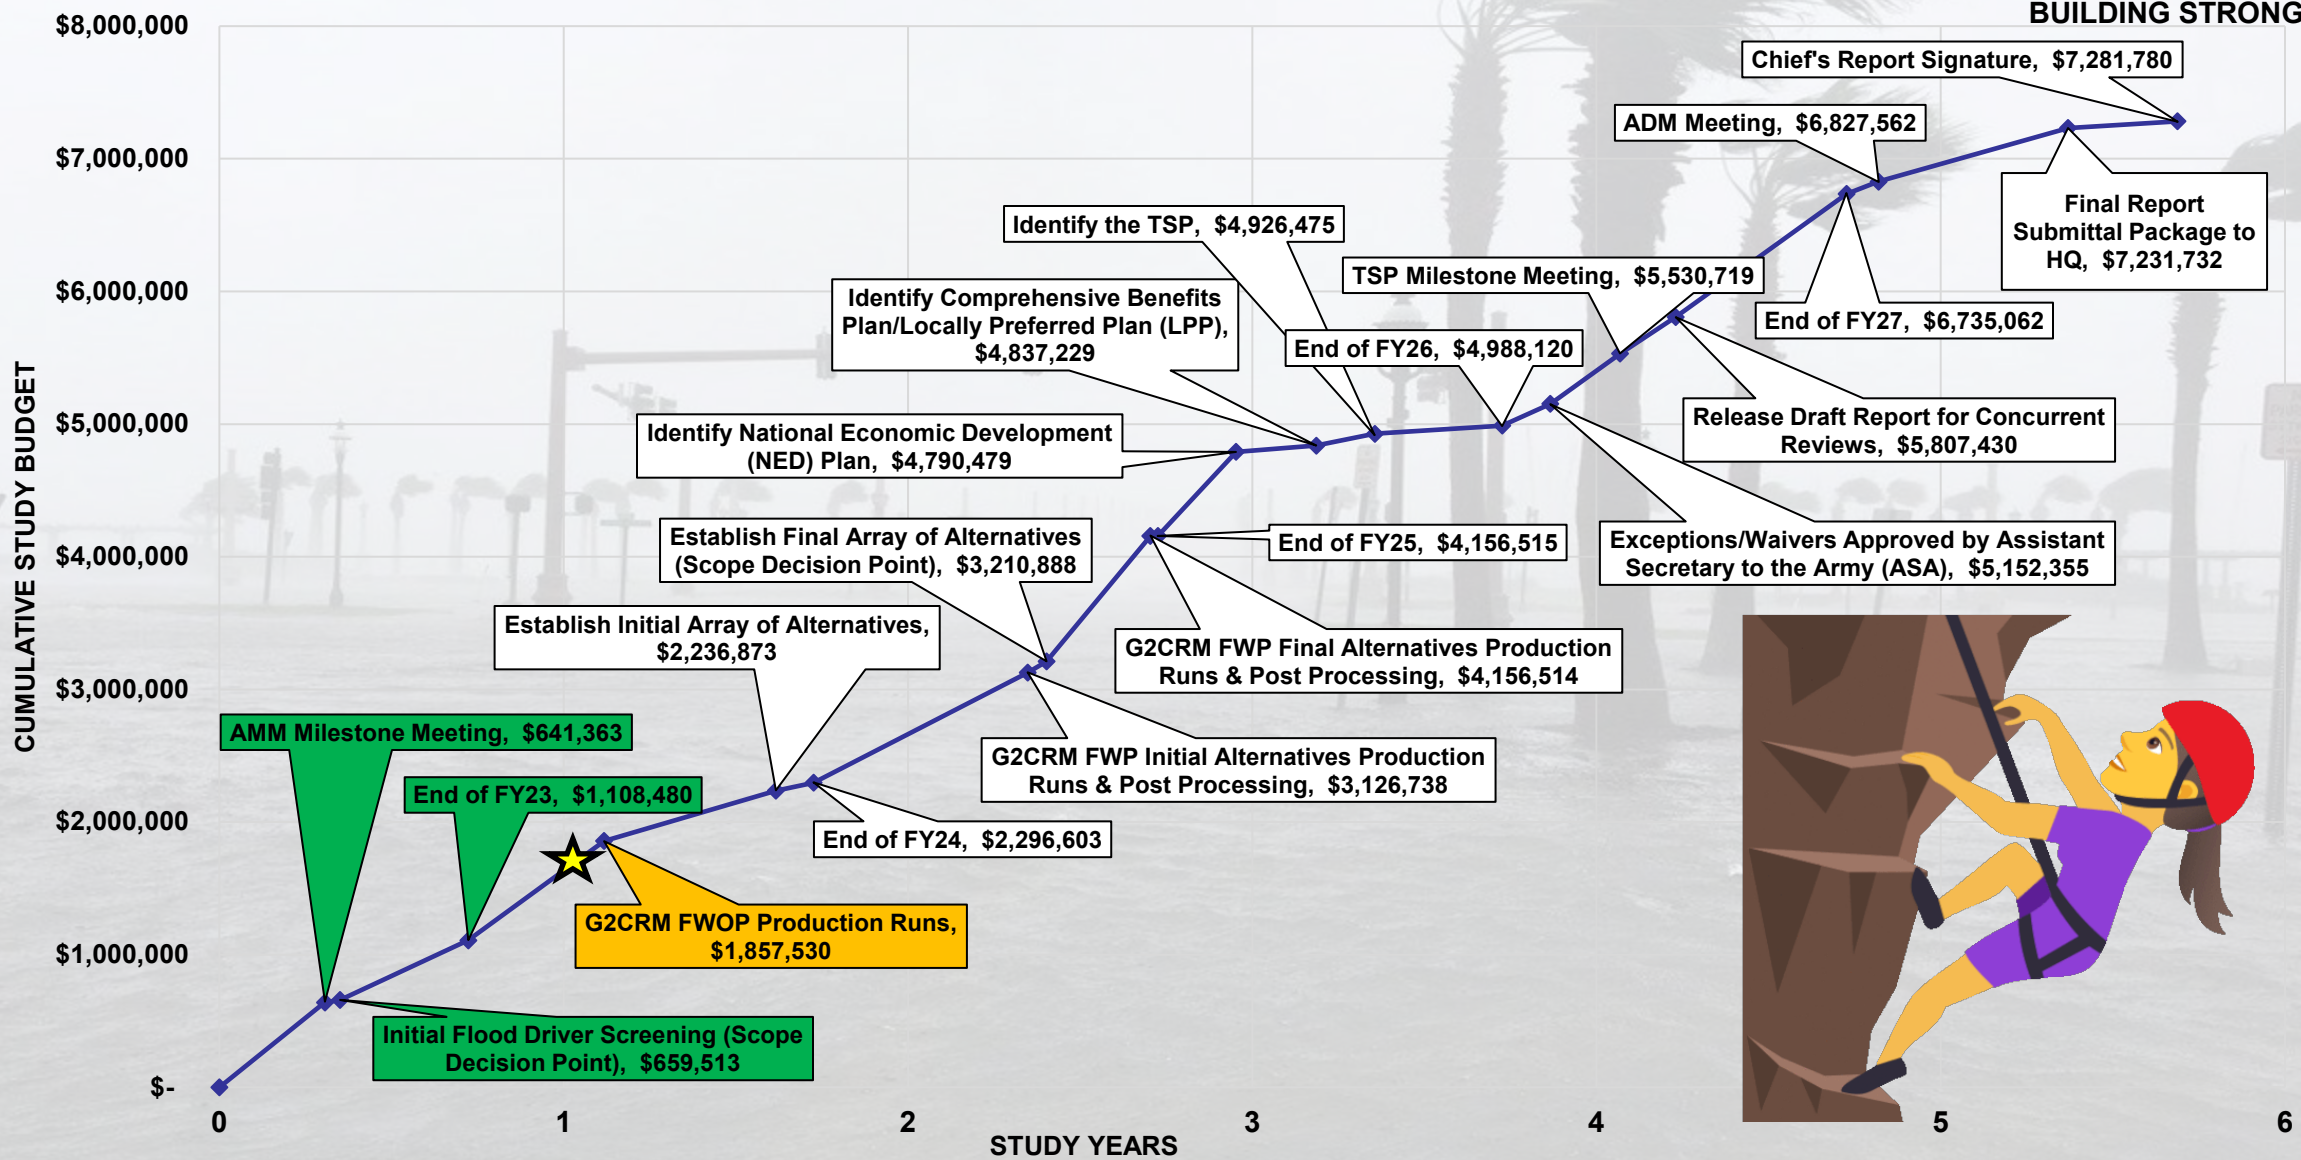 BUILDING STRONG
$8,000,000
$7,000,000
$6,000,000
$5,000,000
$4,000,000
$3,000,000
$2,000,000
$1,000,000
$-
CUMULATIVE STUDY BUDGET
0
1
2
3
4
5
6
STUDY YEARS
Chief's Report Signature, $7,281,780
ADM Meeting, $6,827,562
Final Report
Submittal Package to
HQ, $7,231,732
Identify the TSP, $4,926,475
TSP Milestone Meeting, $5,530,719
Identify Comprehensive Benefits
Plan/Locally Preferred Plan (LPP),
$4,837,229
End of FY27, $6,735,062
End of FY26, $4,988,120
Release Draft Report for Concurrent
Reviews, $5,807,430
Identify National Economic Development
(NED) Plan, $4,790,479
Establish Final Array of Alternatives
(Scope Decision Point), $3,210,888
End of FY25, $4,156,515
Exceptions/Waivers Approved by Assistant
Secretary to the Army (ASA), $5,152,355
Establish Initial Array of Alternatives,
$2,236,873
G2CRM FWP Final Alternatives Production
Runs & Post Processing, $4,156,514
AMM Milestone Meeting, $641,363
G2CRM FWP Initial Alternatives Production
Runs & Post Processing, $3,126,738
End of FY23, $1,108,480
End of FY24, $2,296,603
G2CRM FWOP Production Runs,
$1,857,530
Initial Flood Driver Screening (Scope
Decision Point), $659,513